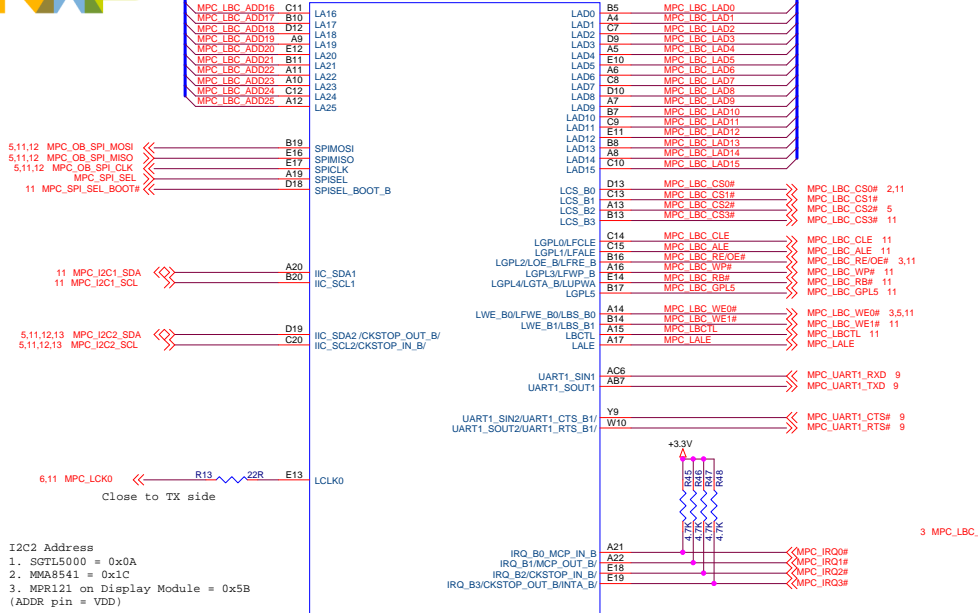 MPC_LBC_ADD16 C11 LA16
MPC_LBC_ADD17 B10 LA17
MPC_LBC_ADD18 D12 LA18
MPC_LBC_ADD19 A9 LA19
MPC_LBC_ADD20 E12 LA20
MPC_LBC_ADD21 B11 LA21
MPC_LBC_ADD22 A11 LA22
MPC_LBC_ADD23 A10 LA23
MPC_LBC_ADD24 C12 LA24
MPC_LBC_ADD25 A12 LA25
LAD0 B5 MPC_LBC_LAD0
LAD1 A4 MPC_LBC_LAD1
LAD2 C7 MPC_LBC_LAD2
LAD3 D9 MPC_LBC_LAD3
LAD4 A5 MPC_LBC_LAD4
LAD5 E10 MPC_LBC_LAD5
LAD6 A6 MPC_LBC_LAD6
LAD7 C8 MPC_LBC_LAD7
LAD8 D10 MPC_LBC_LAD8
LAD9 A7 MPC_LBC_LAD9
LAD10 B7 MPC_LBC_LAD10
LAD11 C9 MPC_LBC_LAD11
LAD12 E11 MPC_LBC_LAD12
LAD13 B8 MPC_LBC_LAD13
LAD14 A8 MPC_LBC_LAD14
LAD15 C10 MPC_LBC_LAD15
5,11,12 MPC_OB_SPI_MOSI B19 SPIMOSI
5,11,12 MPC_OB_SPI_MISO E16 SPIMISO
5,11,12 MPC_OB_SPI_CLK E17 SPICLK
MPC_SPI_SEL A19 SPISEL
11 MPC_SPI_SEL_BOOT# D18 SPISEL_BOOT_B
LCS_B0 D13 MPC_LBC_CS0# MPC_LBC_CS0# 2,11
LCS_B1 C13 MPC_LBC_CS1# MPC_LBC_CS1#
LCS_B2 A13 MPC_LBC_CS2# MPC_LBC_CS2# 5
LCS_B3 B13 MPC_LBC_CS3# MPC_LBC_CS3# 11
LGPL0/LFCLE C14 MPC_LBC_CLE MPC_LBC_CLE 11
LGPL1/LFALE C15 MPC_LBC_ALE MPC_LBC_ALE 11
LGPL2/LOE_B/LFRE_B B16 MPC_LBC_RE/OE# MPC_LBC_RE/OE# 3,11
LGPL3/LFWP_B A16 MPC_LBC_WP# MPC_LBC_WP# 11
LGPL4/LGTA_B/LUPWA E14 MPC_LBC_RB# MPC_LBC_RB# 11
LGPL5 B17 MPC_LBC_GPL5 MPC_LBC_GPL5 11
11 MPC_I2C1_SDA A20 IIC_SDA1
11 MPC_I2C1_SCL B20 IIC_SCL1
LWE_B0/LFWE_B0/LBS_B0 A14 MPC_LBC_WE0# MPC_LBC_WE0# 3,5,11
LWE_B1/LBS_B1 B14 MPC_LBC_WE1# MPC_LBC_WE1# 11
LBCTL A15 MPC_LBCTL MPC_LBCTL 11
LALE A17 MPC_LALE MPC_LALE
5,11,12,13 MPC_I2C2_SDA D19 IIC_SDA2 /CKSTOP_OUT_B/
5,11,12,13 MPC_I2C2_SCL C20 IIC_SCL2/CKSTOP_IN_B/
UART1_SIN1 AC6 MPC_UART1_RXD 9
UART1_SOUT1 AB7 MPC_UART1_TXD 9
UART1_SIN2/UART1_CTS_B1/ Y9 MPC_UART1_CTS# 9
UART1_SOUT2/UART1_RTS_B1/ W10 MPC_UART1_RTS# 9
+3.3V
R45 R46 R47 R48
4.7K 4.7K 4.7K 4.7K
6,11 MPC_LCK0 R13 22R E13 LCLK0
Close to TX side
3 MPC_LBC_
IRQ_B0_MCP_IN_B A21 MPC_IRQ0#
IRQ_B1/MCP_OUT_B/ A22 MPC_IRQ1#
IRQ_B2/CKSTOP_IN_B/ E18 MPC_IRQ2#
IRQ_B3/CKSTOP_OUT_B/INTA_B/ E19 MPC_IRQ3#
I2C2 Address
1. SGTL5000 = 0x0A
2. MMA8541 = 0x1C
3. MPR121 on Display Module = 0x5B
(ADDR pin = VDD)